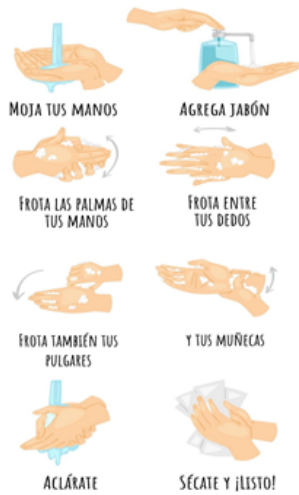 MOJA TUS MANOS
AGREGA JABÓN
FROTA LAS PALMAS DE
TUS MANOS
FROTA ENTRE
TUS DEDOS
FROTA TAMBIÉN TUS
PULGARES
Y TUS MUÑECAS
ACLÁRATE
SÉCATE Y ¡LISTO!